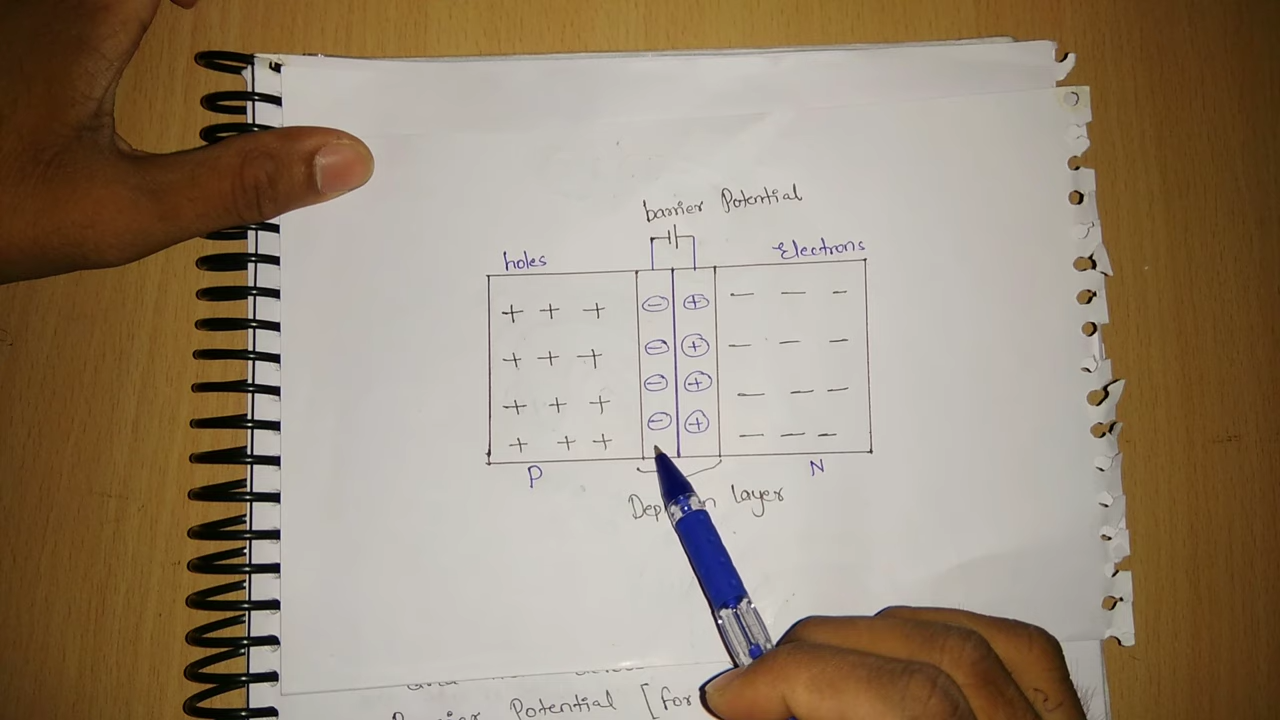 barrier Potential
holes
Electrons
+ + + - + - - -
+ + + - + - - -
+ + + - + - - -
+ + + - + - - -
P
N
layer
Potential [for